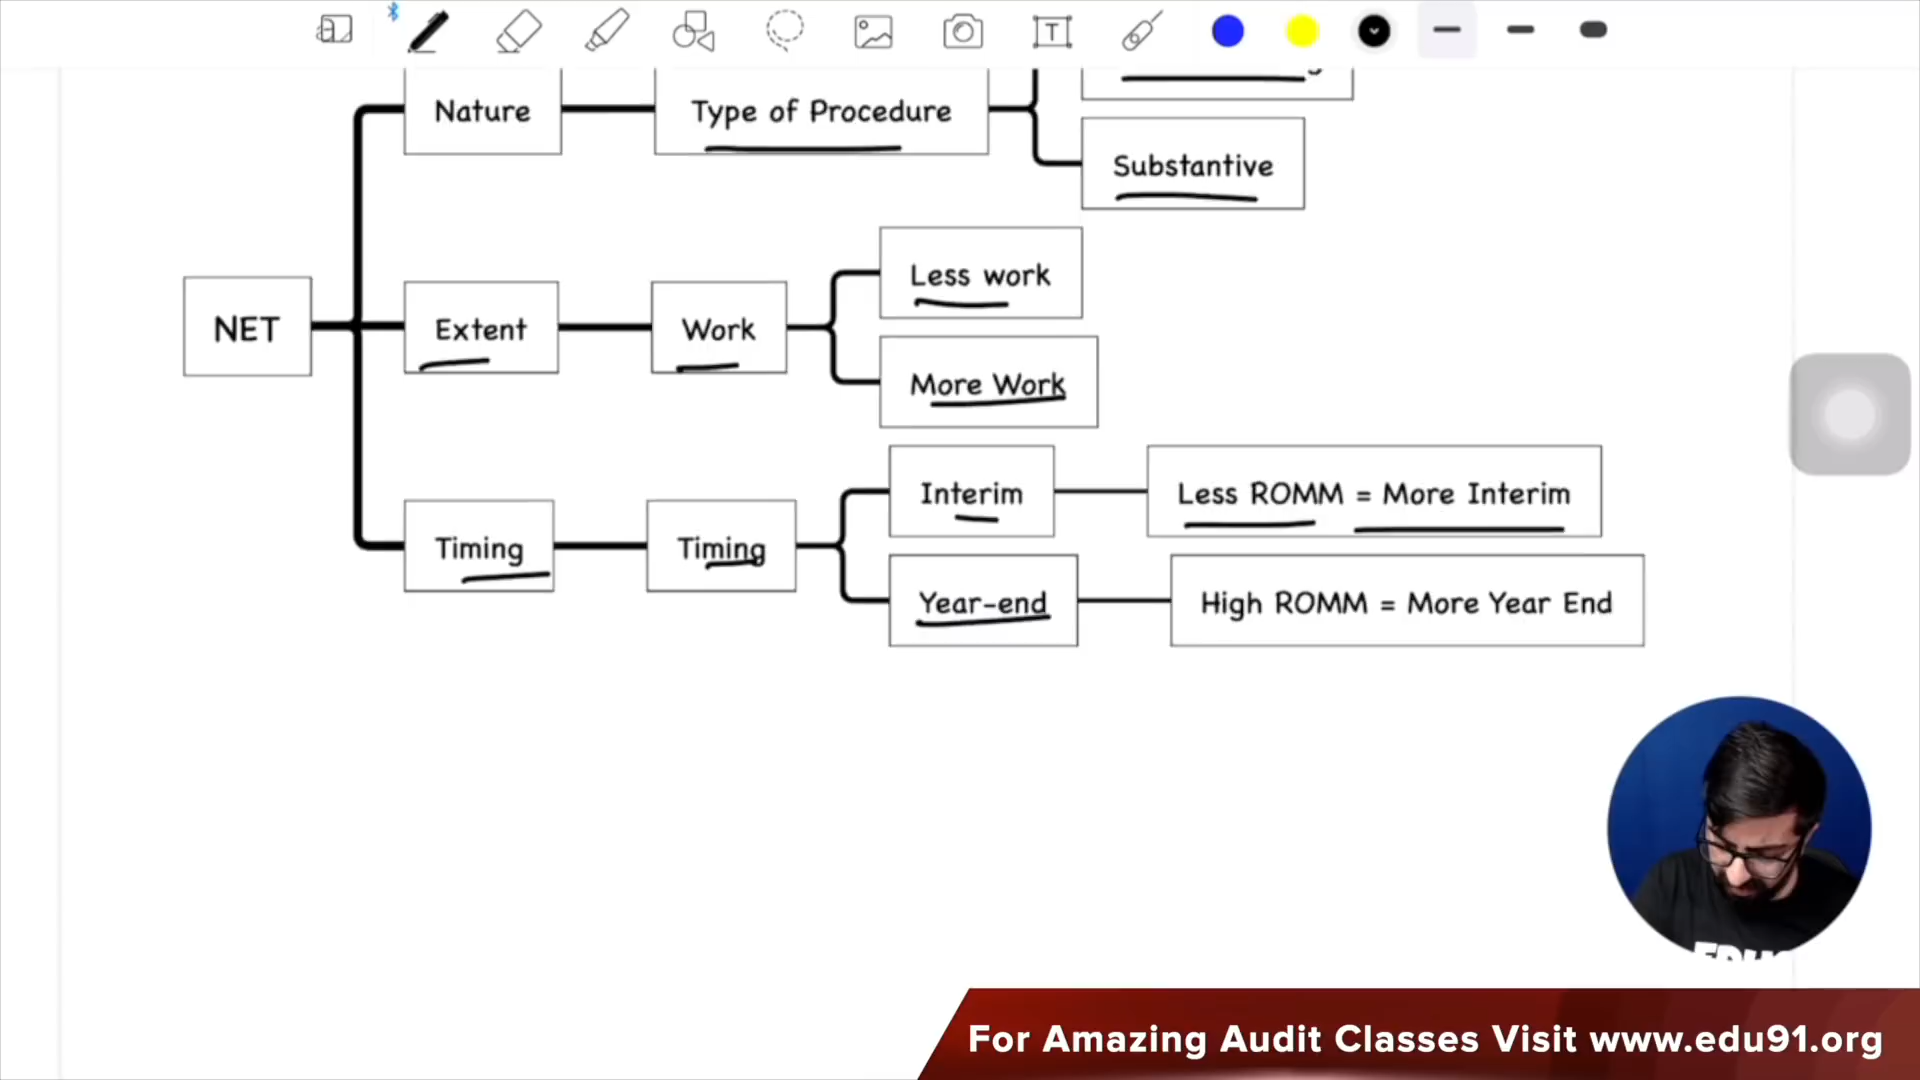 Nature
Type of Procedure
Substantive
Less work
NET
Extent
Work
More Work
Interim
Less ROMM = More Interim
Timing
Timing
Year-end
High ROMM = More Year End
For Amazing Audit Classes Visit www.edu91.org